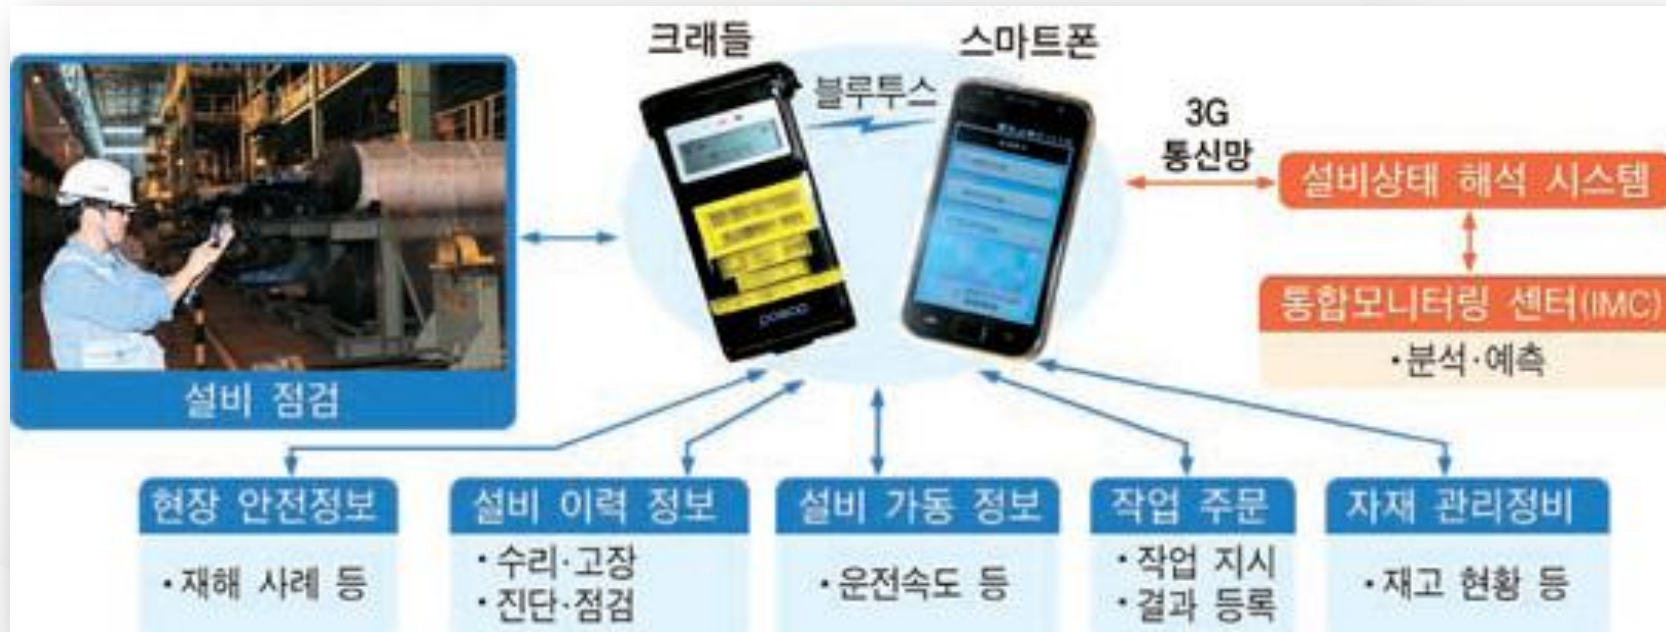 크래들
스마트폰
블루투스
3G
통신망
설비상태 해석 시스템
통합모니터링 센터(IMC)
·분석·예측
posco
설비 점검
현장 안전정보
·재해 사례 등
설비 이력 정보
·수리·고장
·진단·점검
설비 가동 정보
·운전속도 등
작업 주문
·작업 지시
·결과 등록
자재 관리정비
·재고 현황 등